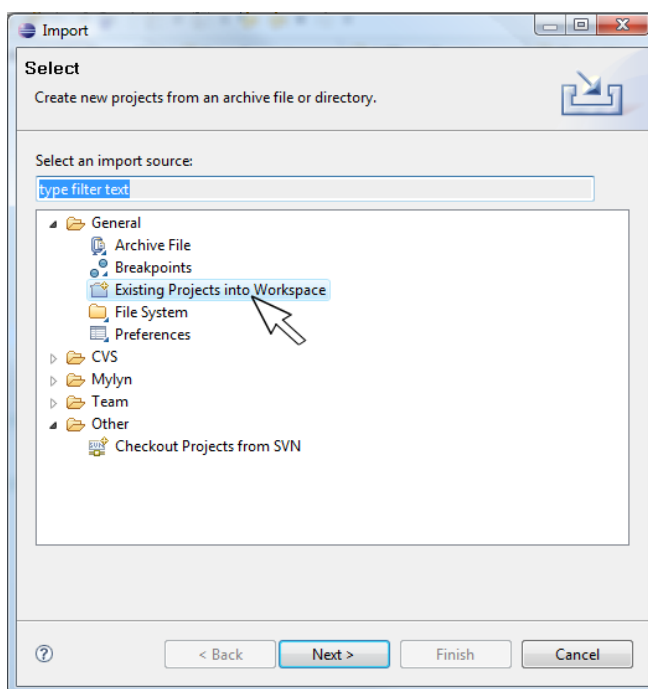 Import
Select
Create new projects from an archive file or directory.
Select an import source:
type filter text
General
Archive File
Breakpoints
Existing Projects into Workspace
File System
Preferences
CVS
Mylyn
Team
Other
Checkout Projects from SVN
? < Back Next > Finish Cancel